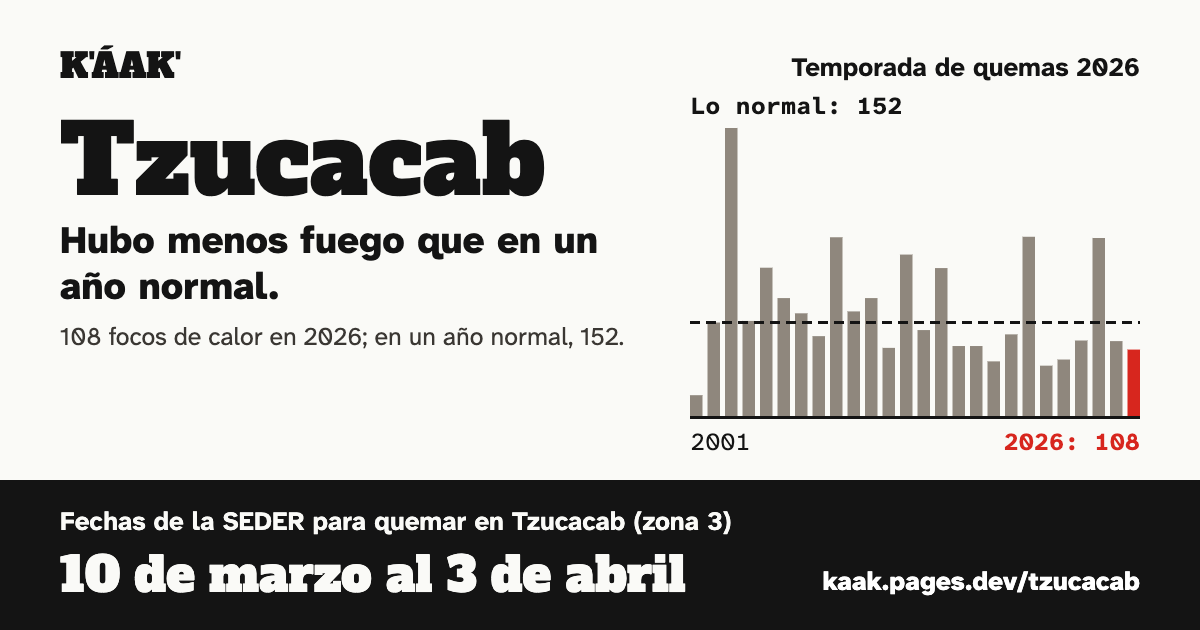 K'ÁAK'
Tzucacab
Hubo menos fuego que en un
año normal.
108 focos de calor en 2026; en un año normal, 152.
Temporada de quemas 2026
Lo normal: 152
2001
2026: 108
Fechas de la SEDER para quemar en Tzucacab (zona 3)
10 de marzo al 3 de abril
kaak.pages.dev/tzucacab